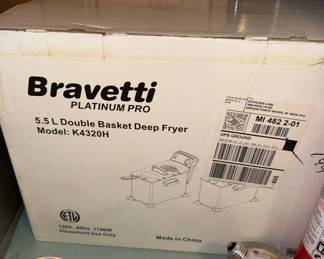 Bravetti
PLATINUM PRO
5.5 L Double Basket Deep Fryer
Model: K4320H
MI 482 2-01
UPS GROUND
ETL
120V., 60Hz, 1700W
Household Use Only
Made in China